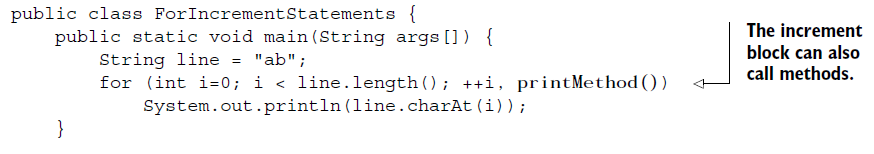 public class ForIncrementStatements {
public static void main(String args[]) {
String line = "ab";
for (int i=0; i < line.length(); ++i, printMethod())
System.out.println(line.charAt(i));
}
The increment
block can also
call methods.